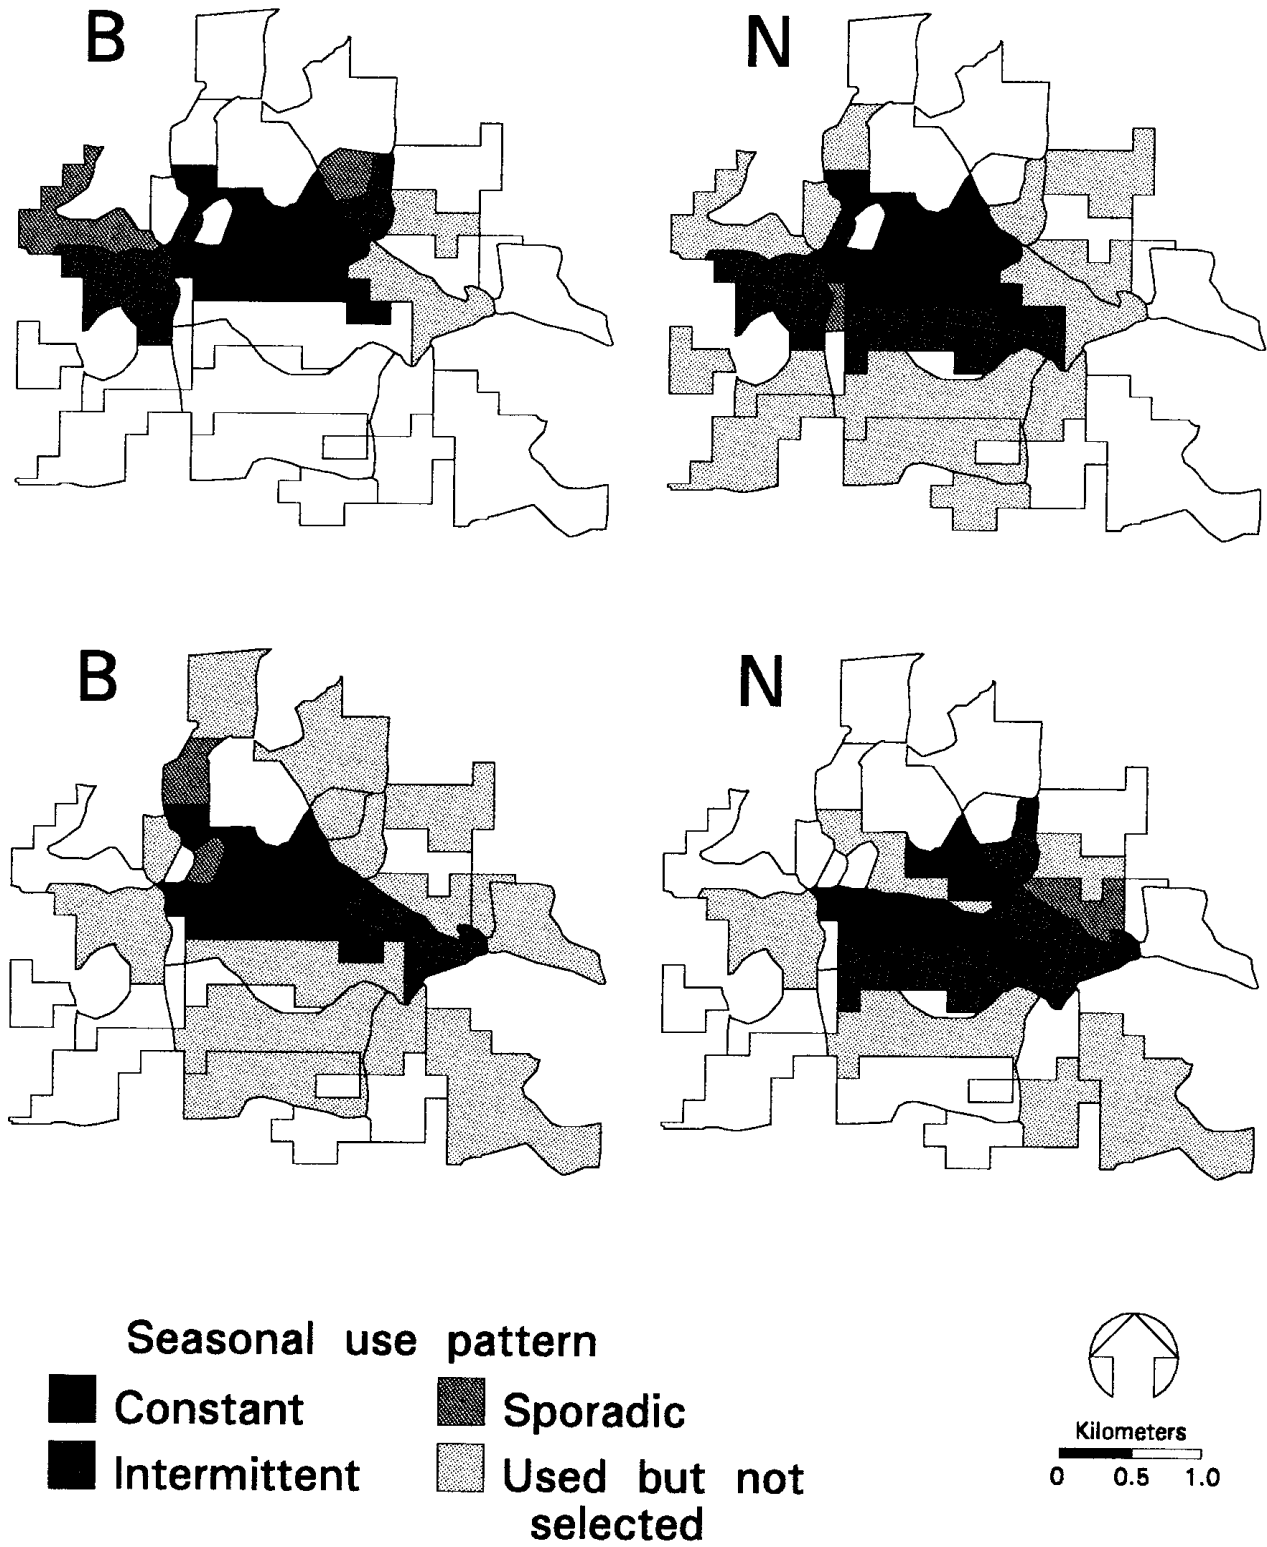 B
N
B
N
Seasonal use pattern
Constant
Sporadic
Intermittent
Used but not
selected
Kilometers
0 0.5 1.0